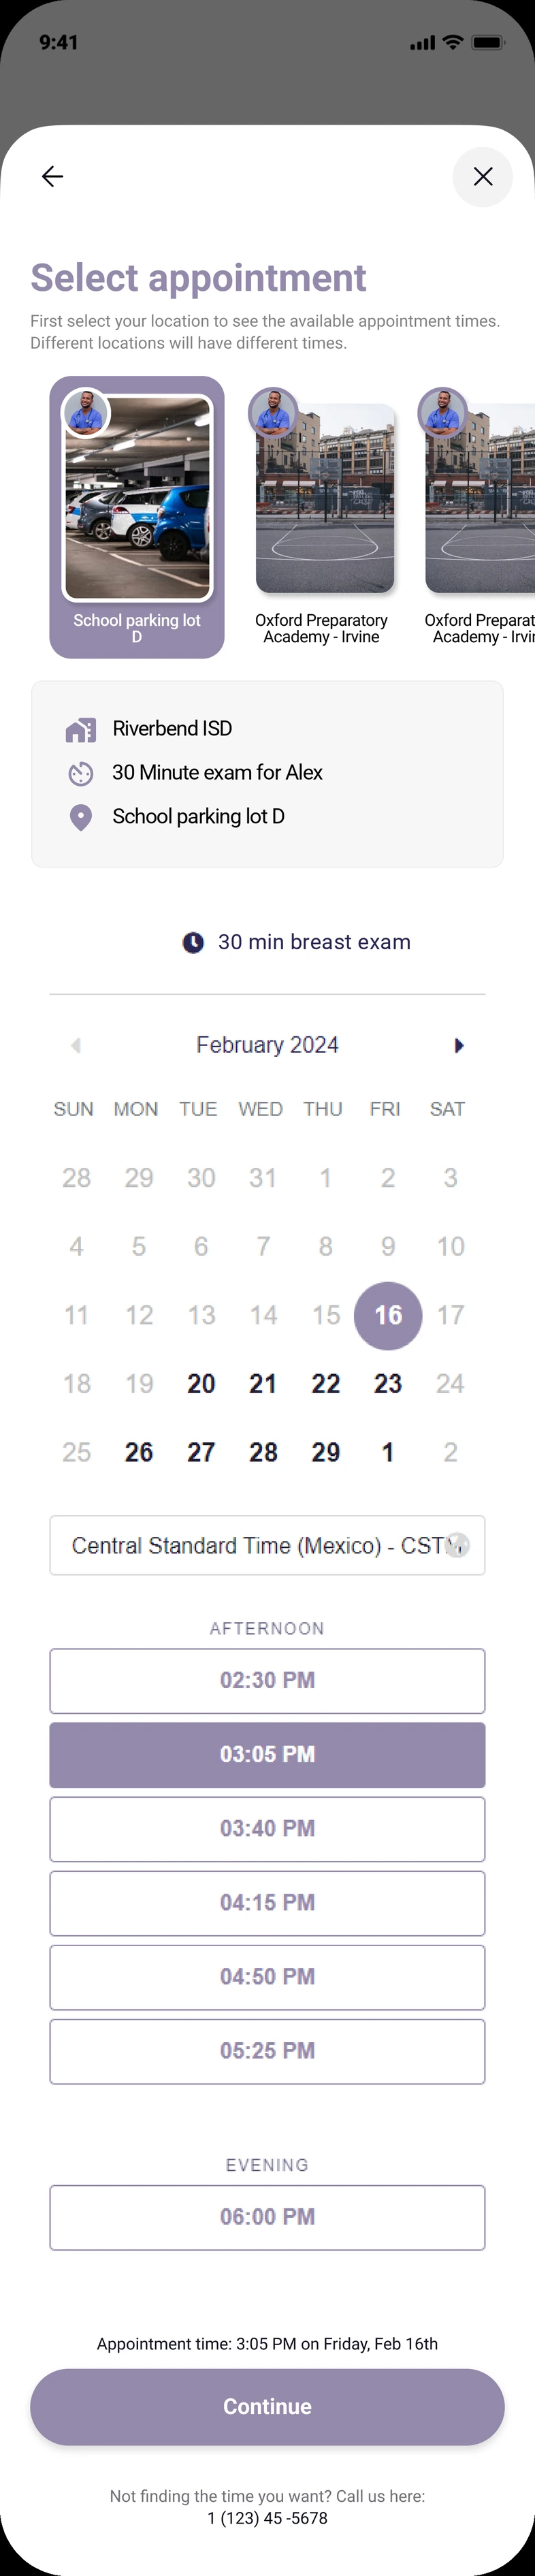 9:41
Select appointment
First select your location to see the available appointment times.
Different locations will have different times.
School parking lot
D
Oxford Preparatory
Academy - Irvine
Oxford Preparat
Academy - Irvi
Riverbend ISD
30 Minute exam for Alex
School parking lot D
30 min breast exam
February 2024
SUN MON TUE WED THU FRI SAT
28 29 30 31 1 2 3
4 5 6 7 8 9 10
11 12 13 14 15 16 17
18 19 20 21 22 23 24
25 26 27 28 29 1 2
Central Standard Time (Mexico) - CST
AFTERNOON
02:30 PM
03:05 PM
03:40 PM
04:15 PM
04:50 PM
05:25 PM
EVENING
06:00 PM
Appointment time: 3:05 PM on Friday, Feb 16th
Continue
Not finding the time you want? Call us here:
1 (123) 45 -5678